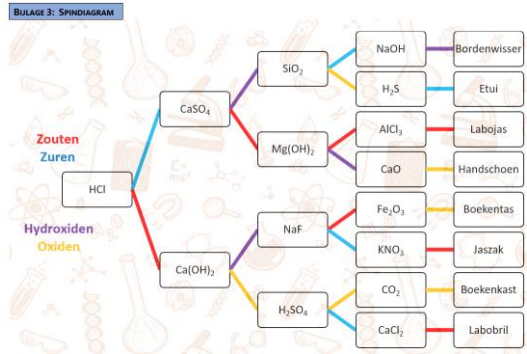 BIJLAGE 3: SPINDIAGRAM
Zouten
Zuren
Hydroxiden
Oxiden
HCl
CaSO₄
Ca(OH)₂
SiO₂
Mg(OH)₂
NaF
H₂SO₄
NaOH
H₂S
AlCl₃
CaO
Fe₂O₃
KNO₃
CO₂
CaCl₂
Bordenwisser
Etui
Labojas
Handschoen
Boekentas
Jaszak
Boekenkast
Labobril